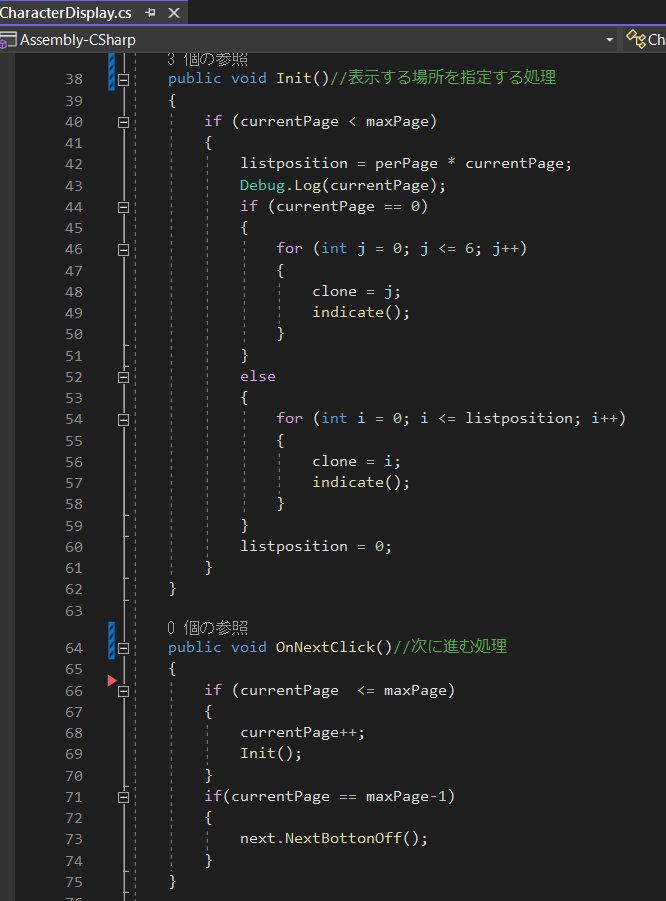 CharacterDisplay.cs
Assembly-CSharp
Ch
3 個の参照
38 public void Init()//表示する場所を指定する処理
39 {
40 if (currentPage < maxPage)
41 {
42 listposition = perPage * currentPage;
43 Debug.Log(currentPage);
44 if (currentPage == 0)
45 {
46 for (int j = 0; j <= 6; j++)
47 {
48 clone = j;
49 indicate();
50 }
51 }
52 else
53 {
54 for (int i = 0; i <= listposition; i++)
55 {
56 clone = i;
57 indicate();
58 }
59 }
60 listposition = 0;
61 }
62 }
63
0 個の参照
64 public void OnNextClick()//次に進む処理
65 {
66 if (currentPage  <= maxPage)
67 {
68 currentPage++;
69 Init();
70 }
71 if(currentPage == maxPage-1)
72 {
73 next.NextBottonOff();
74 }
75 }